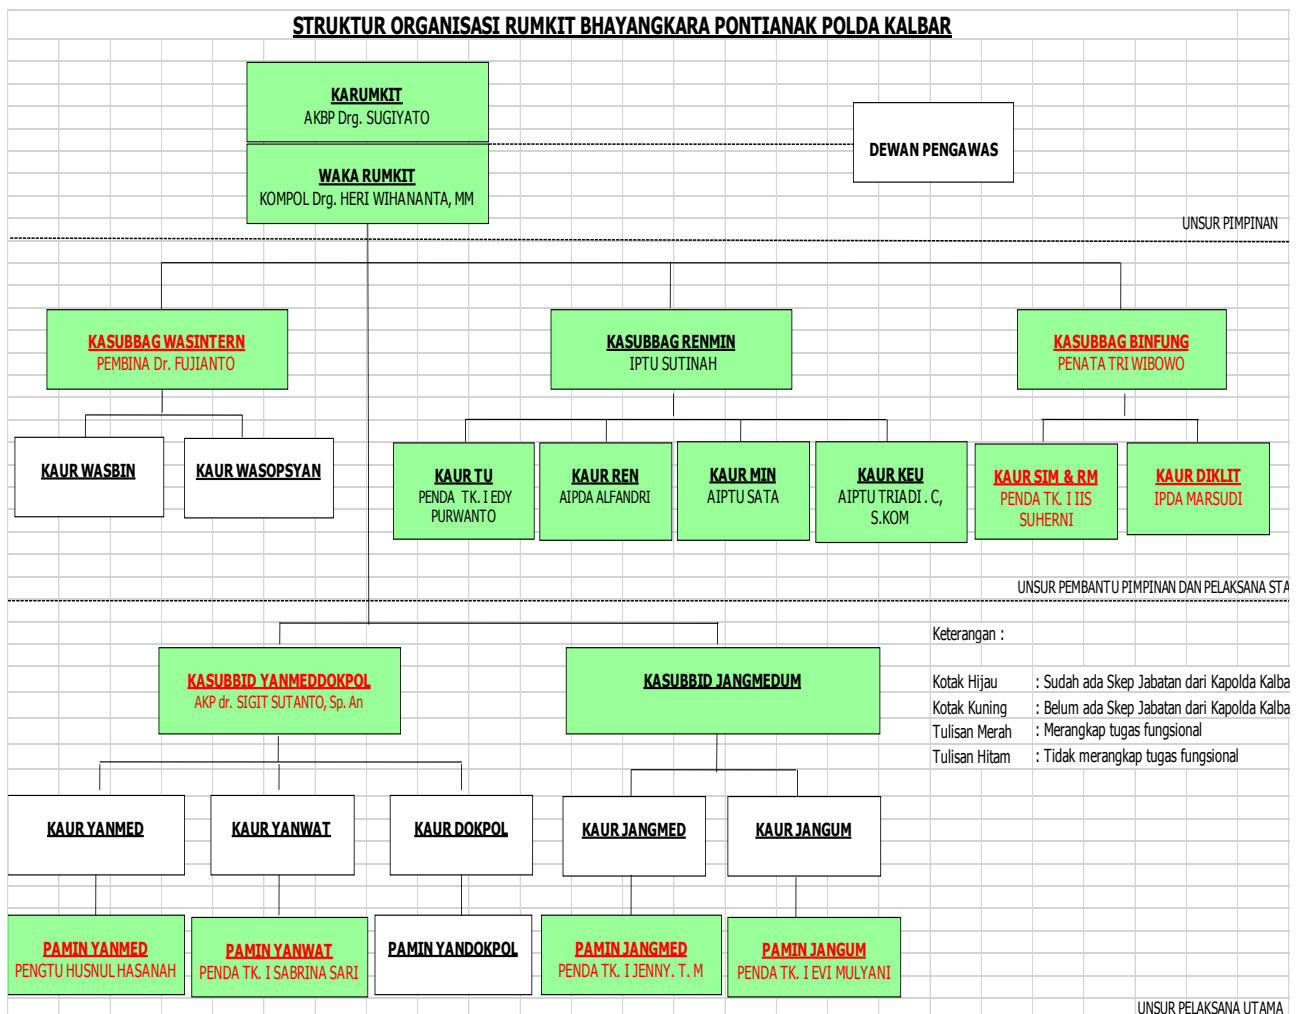 STRUKTUR ORGANISASI RUMKIT BHAYANGKARA PONTIANAK POLDA KALBAR
KARUMKIT
AKBP Drg. SUGIYATO
DEWAN PENGAWAS
WAKA RUMKIT
KOMPOL Drg. HERI WIHANANTA, MM
UNSUR PIMPINAN
KASUBBAG WASINTERN
PEMBINA Dr. FUJIANTO
KASUBBAG RENMIN
IPTU SUTINAH
KASUBBAG BINFUNG
PENATA TRI WIBOWO
KAUR WASBIN
KAUR WASOPSYAN
KAUR TU
PENDA TK. I EDY
PURWANTO
KAUR REN
AIPDA ALFANDRI
KAUR MIN
AIPTU SATA
KAUR KEU
AIPTU TRIADI . C,
S.KOM
KAUR SIM & RM
PENDA TK. I IIS
SUHERNI
KAUR DIKLIT
IPDA MARSUDI
UNSUR PEMBANTU PIMPINAN DAN PELAKSANA STA
Keterangan :
Kotak Hijau : Sudah ada Skep Jabatan dari Kapolda Kalba
Kotak Kuning : Belum ada Skep Jabatan dari Kapolda Kalba
Tulisan Merah : Merangkap tugas fungsional
Tulisan Hitam : Tidak merangkap tugas fungsional
KASUBBID YANMEDDOKPOL
AKP dr. SIGIT SUTANTO, Sp. An
KASUBBID JANGMEDUM
KAUR YANMED
KAUR YANWAT
KAUR DOKPOL
KAUR JANGMED
KAUR JANGUM
PAMIN YANMED
PENGTU HUSNUL HASANAH
PAMIN YANWAT
PENDA TK. I SABRINA SARI
PAMIN YANDOKPOL
PAMIN JANGMED
PENDA TK. I JENNY. T. M
PAMIN JANGUM
PENDA TK. I EVI MULYANI
UNSUR PELAKSANA UTAMA